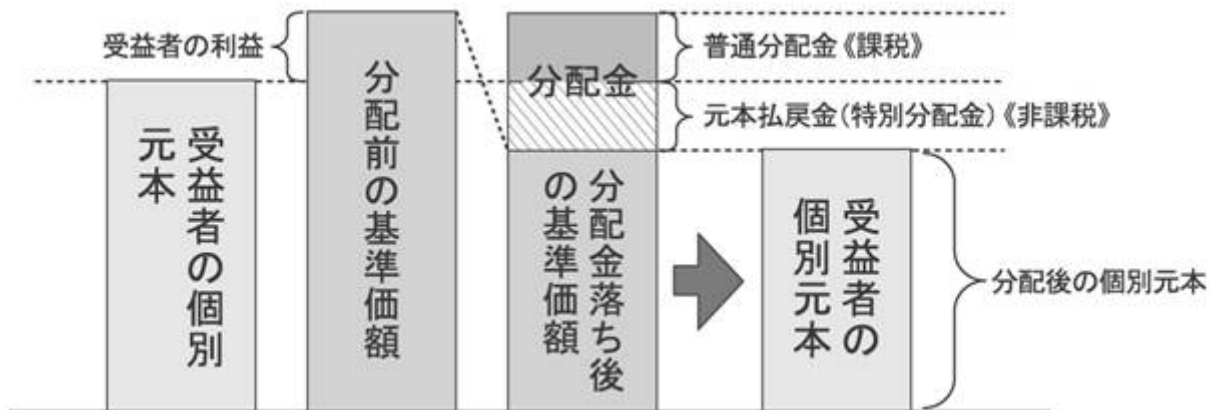 受益者の利益
受益者の個別
元本
分配前の基準価額
分配金
分配金落ち後
の基準価額
普通分配金《課税》
元本払戻金(特別分配金)《非課税》
受益者の
個別元本
分配後の個別元本